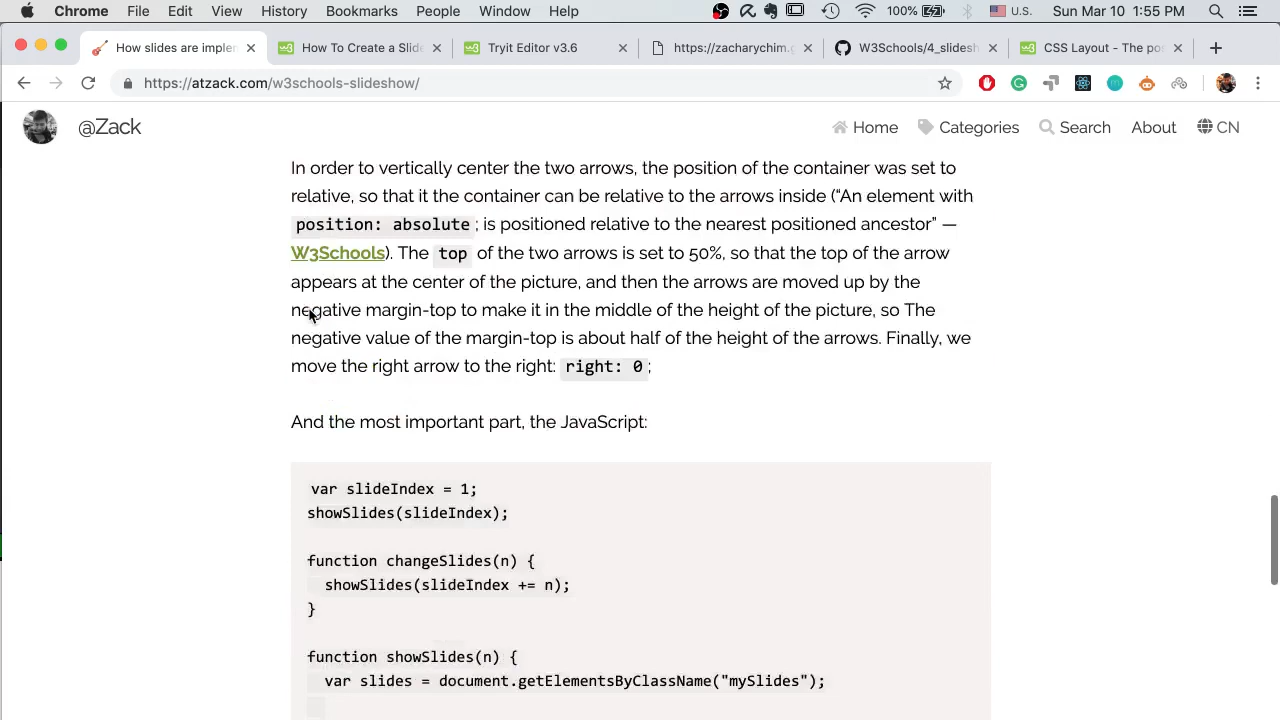 Chrome File Edit View History Bookmarks People Window Help 100% U.S. Sun Mar 10 1:55 PM
How slides are implem How To Create a Slide Tryit Editor v3.6 https://zacharychim.g W3Schools/4_slidesh CSS Layout - The po
https://atzack.com/w3schools-slideshow/
@Zack Home Categories Search About CN
In order to vertically center the two arrows, the position of the container was set to
relative, so that it the container can be relative to the arrows inside (“An element with
position: absolute; is positioned relative to the nearest positioned ancestor” —
W3Schools). The top of the two arrows is set to 50%, so that the top of the arrow
appears at the center of the picture, and then the arrows are moved up by the
negative margin-top to make it in the middle of the height of the picture, so The
negative value of the margin-top is about half of the height of the arrows. Finally, we
move the right arrow to the right: right: 0;
And the most important part, the JavaScript:
var slideIndex = 1;
showSlides(slideIndex);
function changeSlides(n) {
showSlides(slideIndex += n);
}
function showSlides(n) {
var slides = document.getElementsByClassName("mySlides");